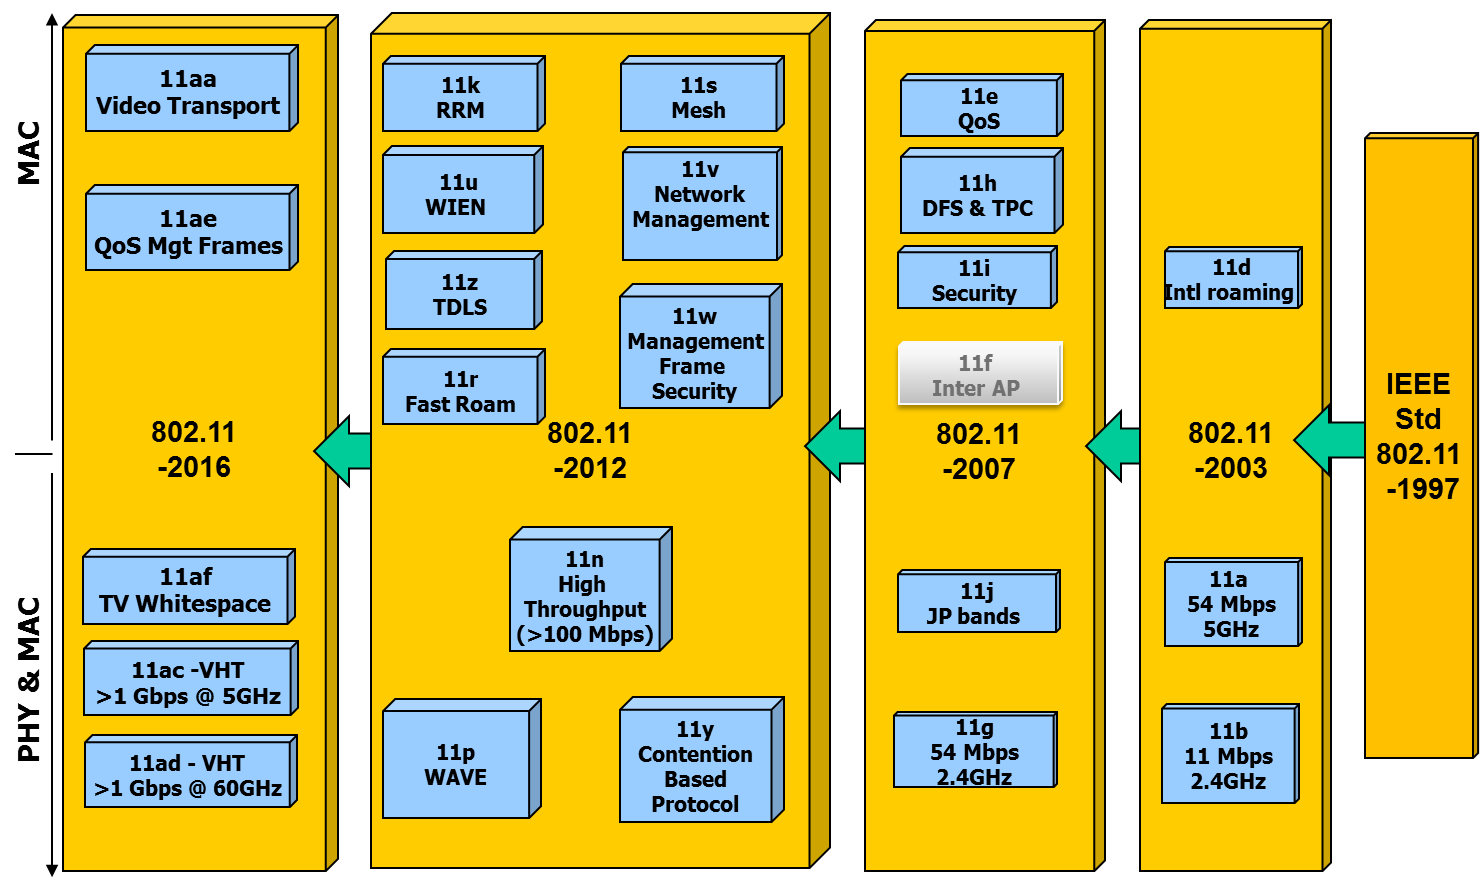 MAC
PHY & MAC
11aa
Video Transport
11ae
QoS Mgt Frames
802.11
-2016
11af
TV Whitespace
11ac -VHT
>1 Gbps @ 5GHz
11ad - VHT
>1 Gbps @ 60GHz
11k
RRM
11s
Mesh
11u
WIEN
11v
Network
Management
11z
TDLS
11w
Management
Frame
Security
11r
Fast Roam
802.11
-2012
11n
High
Throughput
(>100 Mbps)
11p
WAVE
11y
Contention
Based
Protocol
11e
QoS
11h
DFS & TPC
11i
Security
11f
Inter AP
802.11
-2007
11j
JP bands
11g
54 Mbps
2.4GHz
11d
Intl roaming
802.11
-2003
11a
54 Mbps
5GHz
11b
11 Mbps
2.4GHz
IEEE
Std
802.11
-1997